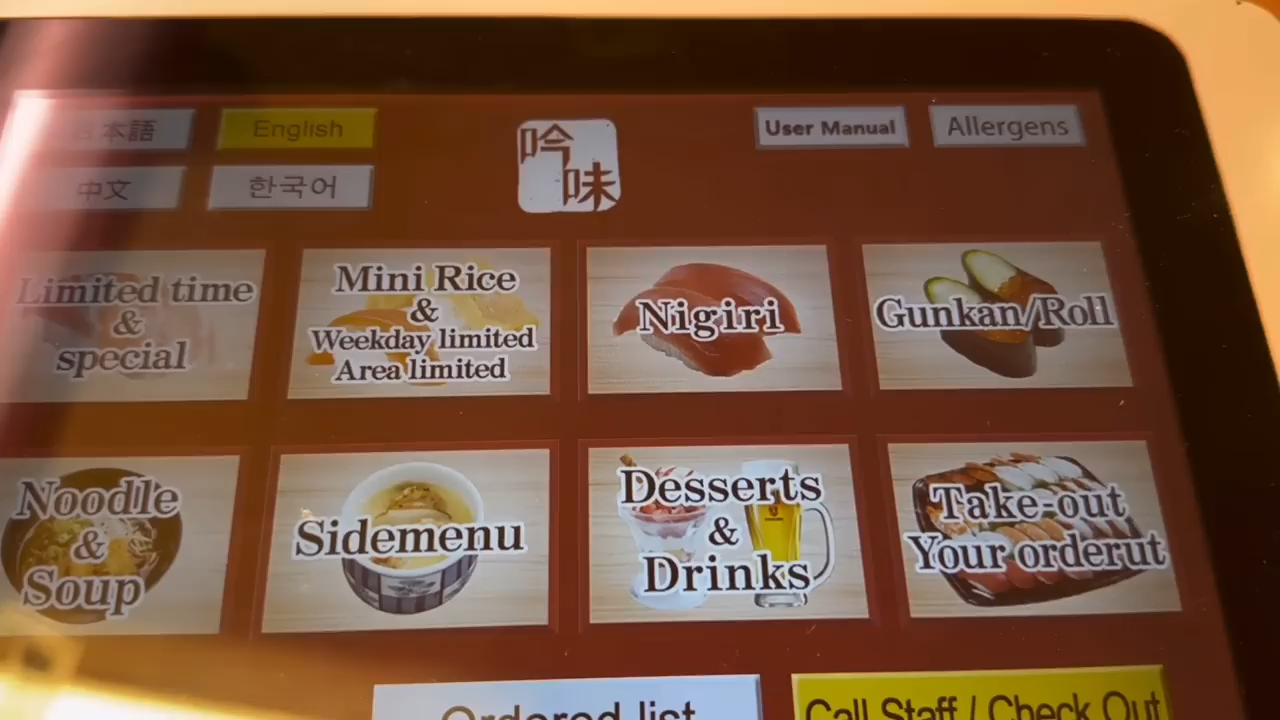 日本語
English
吟味
User Manual
Allergens
中文
한국어
Limited time
&
special
Mini Rice
&
Weekday limited
Area limited
Nigiri
Gunkan/Roll
Noodle
&
Soup
Sidemenu
Desserts
&
Drinks
Take-out
Your orderut
Ordered list
Call Staff / Check Out